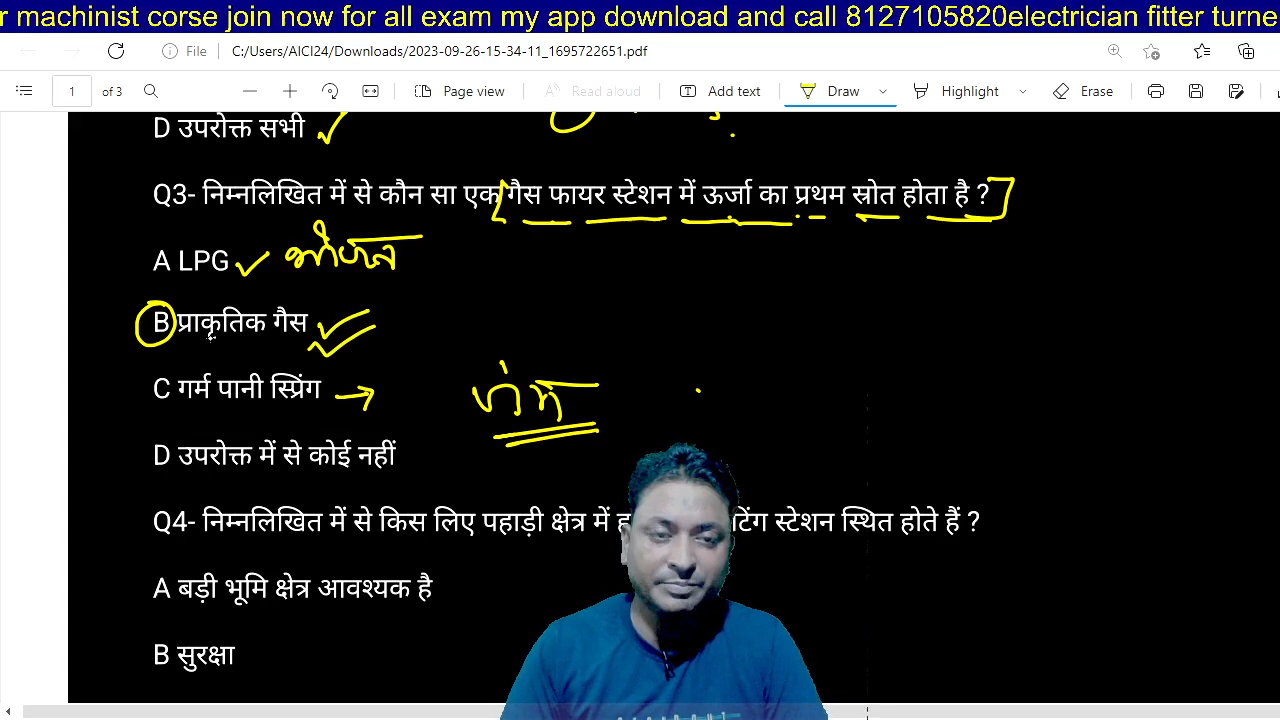 r machinist corse join now for all exam my app download and call 8127105820electrician fitter turne
File C:/Users/AICI24/Downloads/2023-09-26-15-34-11_1695722651.pdf
1 of 3 Page view Read aloud Add text Draw Highlight Erase
D उपरोक्त सभी
Q3- निम्नलिखित में से कौन सा एक गैस फायर स्टेशन में ऊर्जा का प्रथम स्रोत होता है ?
A LPG भोजन
B प्राकृतिक गैस
C गर्म पानी स्प्रिंग
D उपरोक्त में से कोई नहीं
Q4- निम्नलिखित में से किस लिए पहाड़ी क्षेत्र में स्टेशन स्थित होते हैं ?
A बड़ी भूमि क्षेत्र आवश्यक है
B सुरक्षा